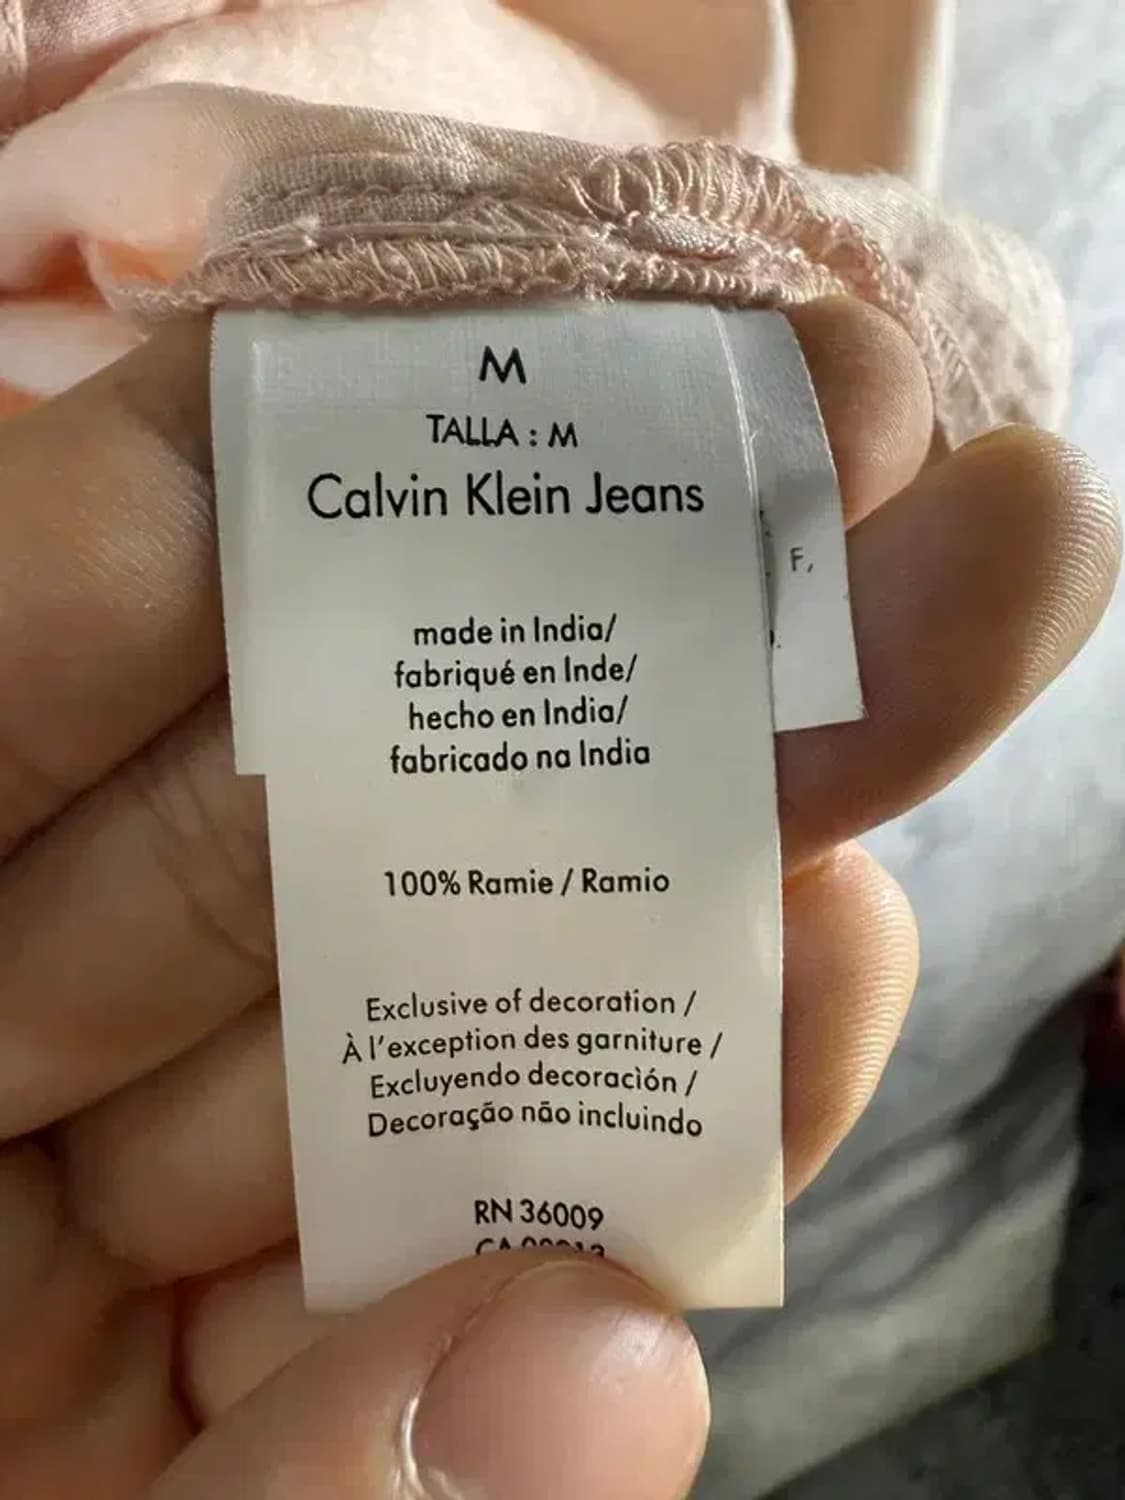 M
TALLA : M
Calvin Klein Jeans
F,
made in India/
fabriqué en Inde/
hecho en India/
fabricado na India
100% Ramie / Ramio
Exclusive of decoration /
À l'exception des garniture /
Excluyendo decoraciòn /
Decoração não incluindo
RN 36009
CA